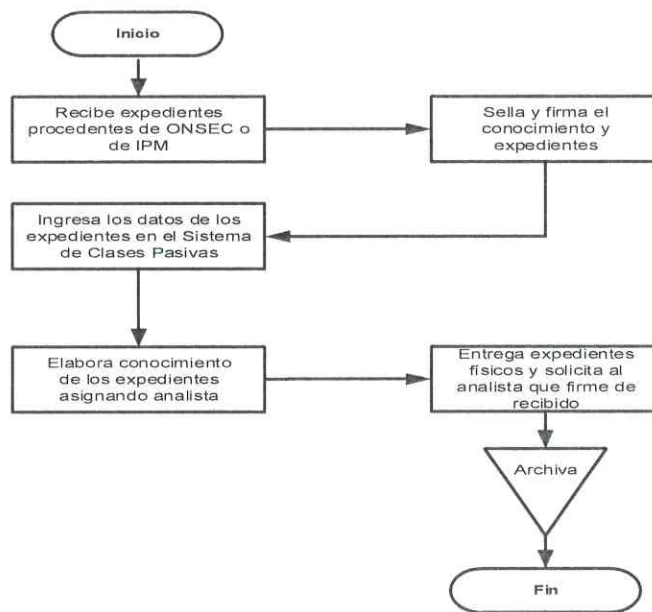 Inicio
Recibe expedientes
procedentes de ONSEC o
de IPM
Sella y firma el
conocimiento y
expedientes
Ingresa los datos de los
expedientes en el Sistema
de Clases Pasivas
Elabora conocimiento
de los expedientes
asignando analista
Entrega expedientes
físicos y solicita al
analista que firme de
recibido
Archiva
Fin